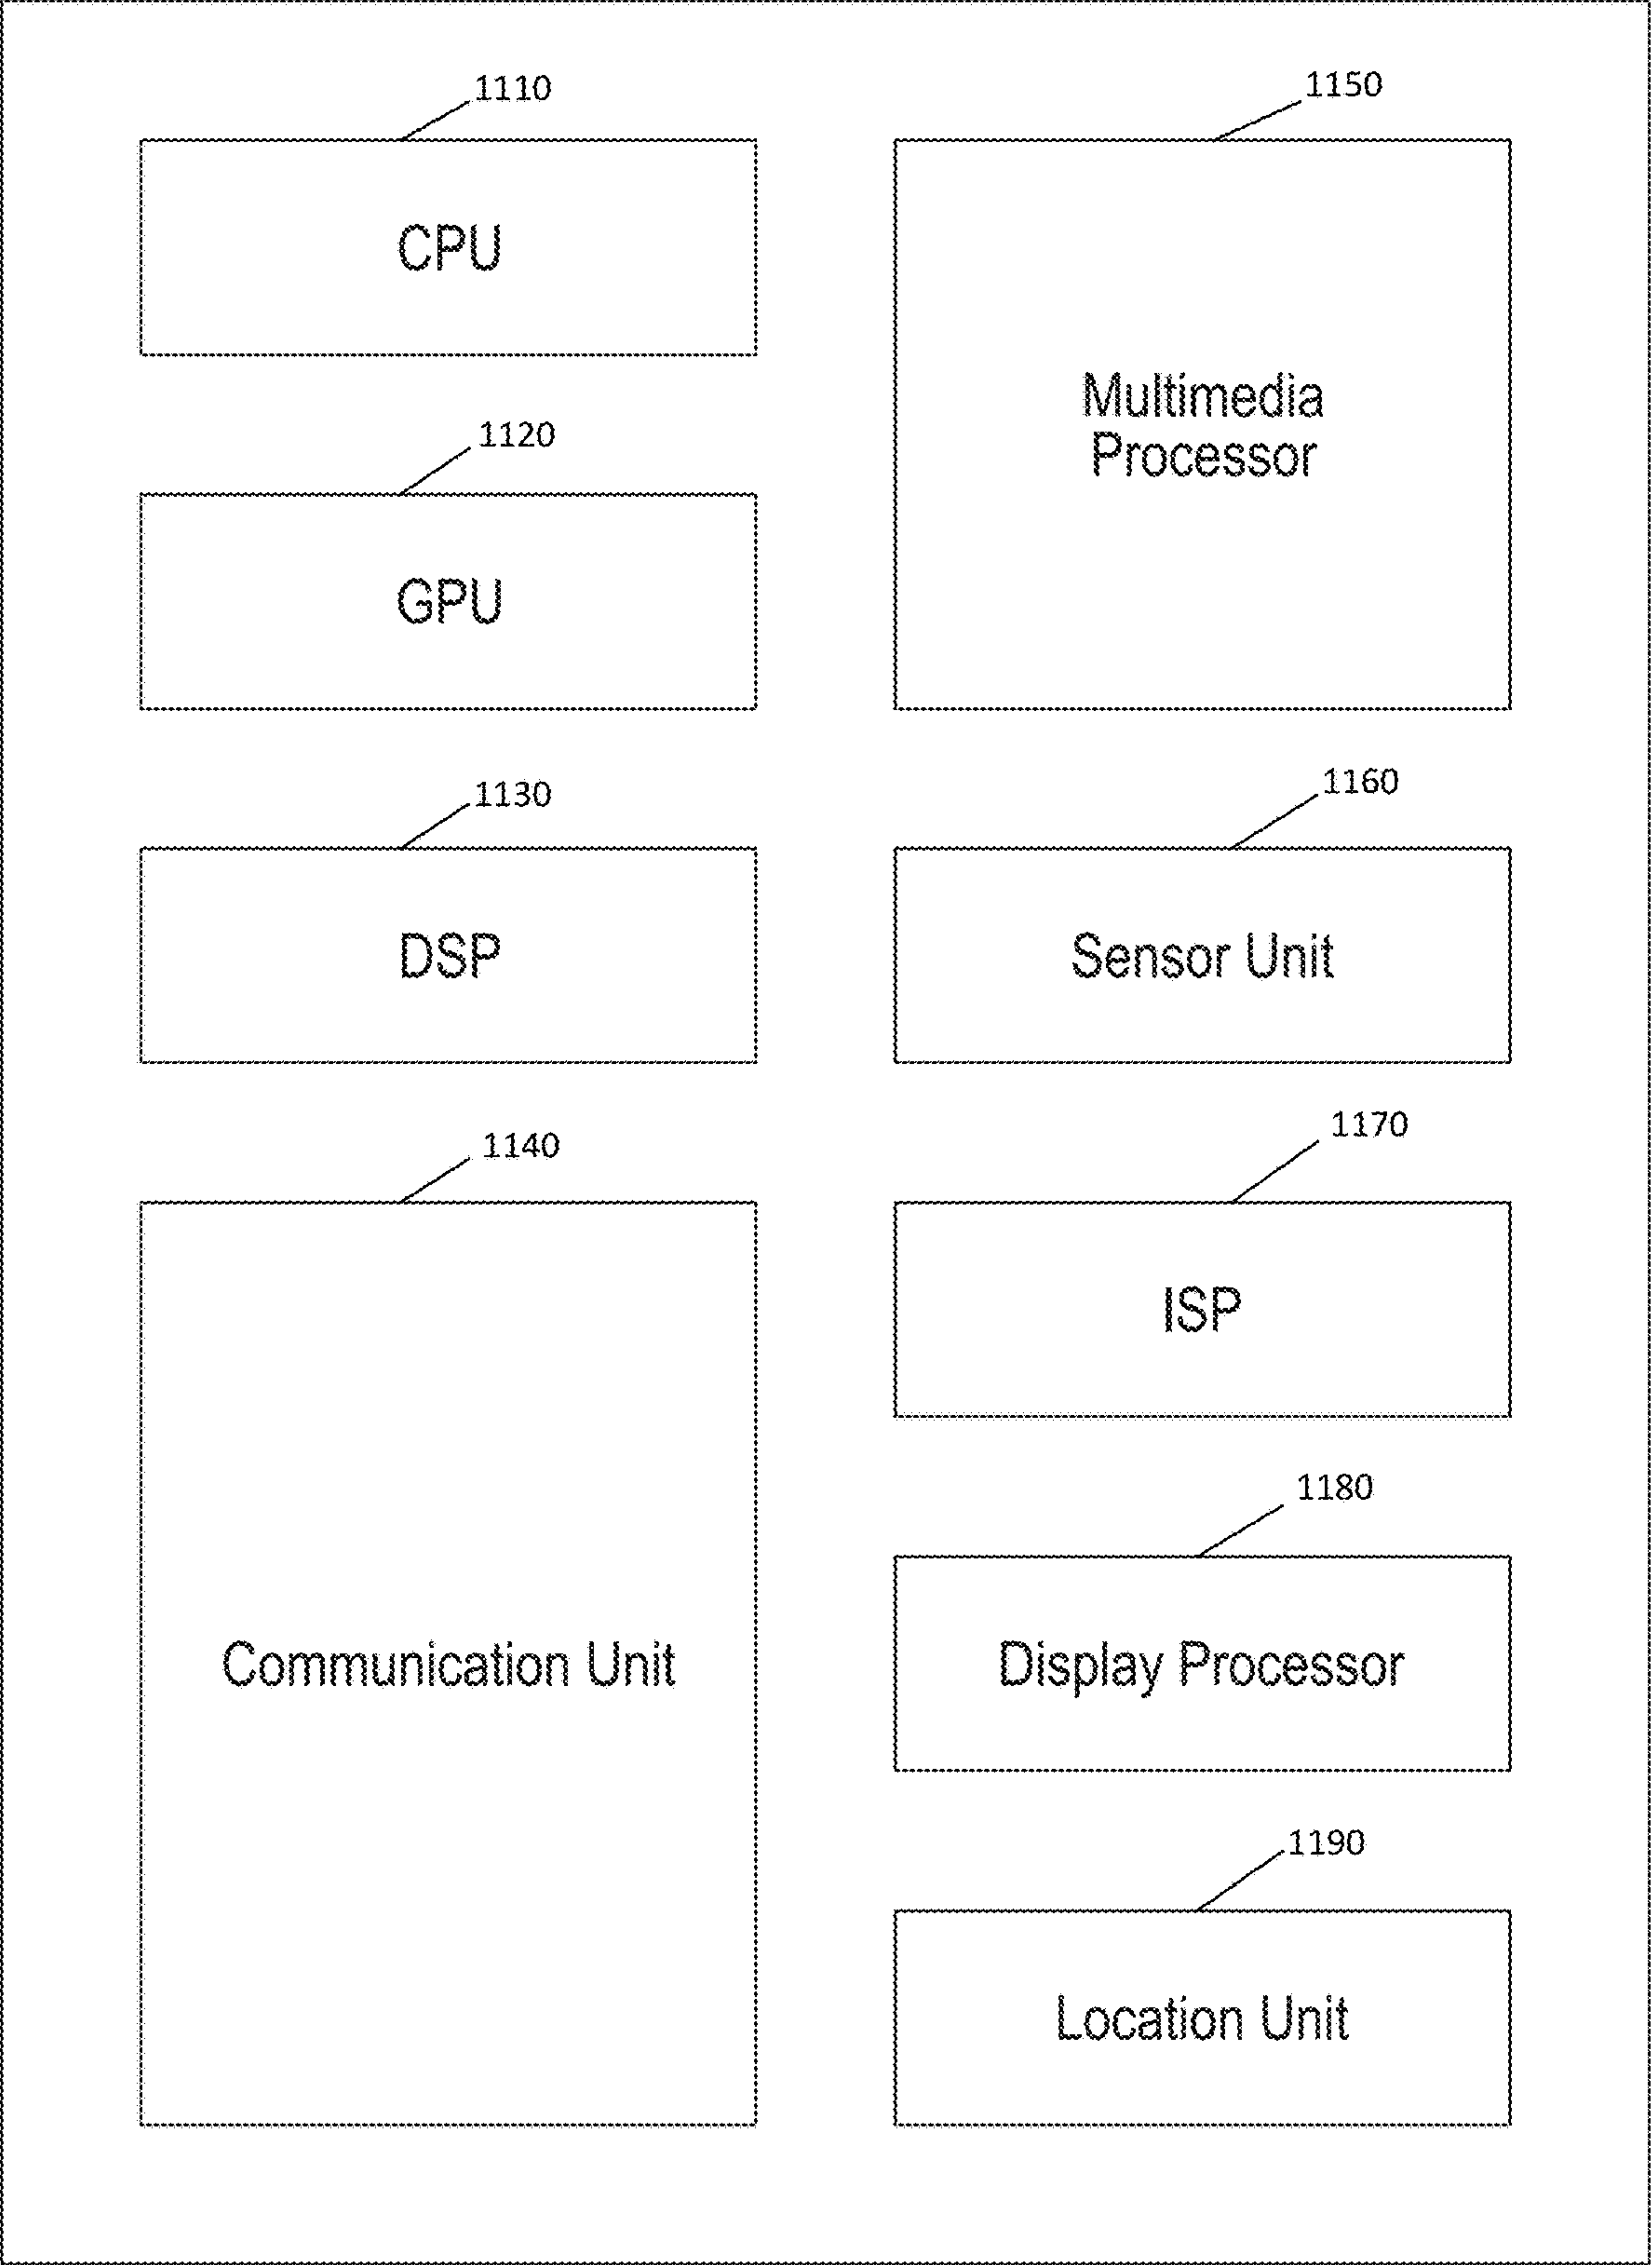 1110
CPU
1120
GPU
1130
DSP
1140
Communication Unit
1150
Multimedia
Processor
1160
Sensor Unit
1170
ISP
1180
Display Processor
1190
Location Unit